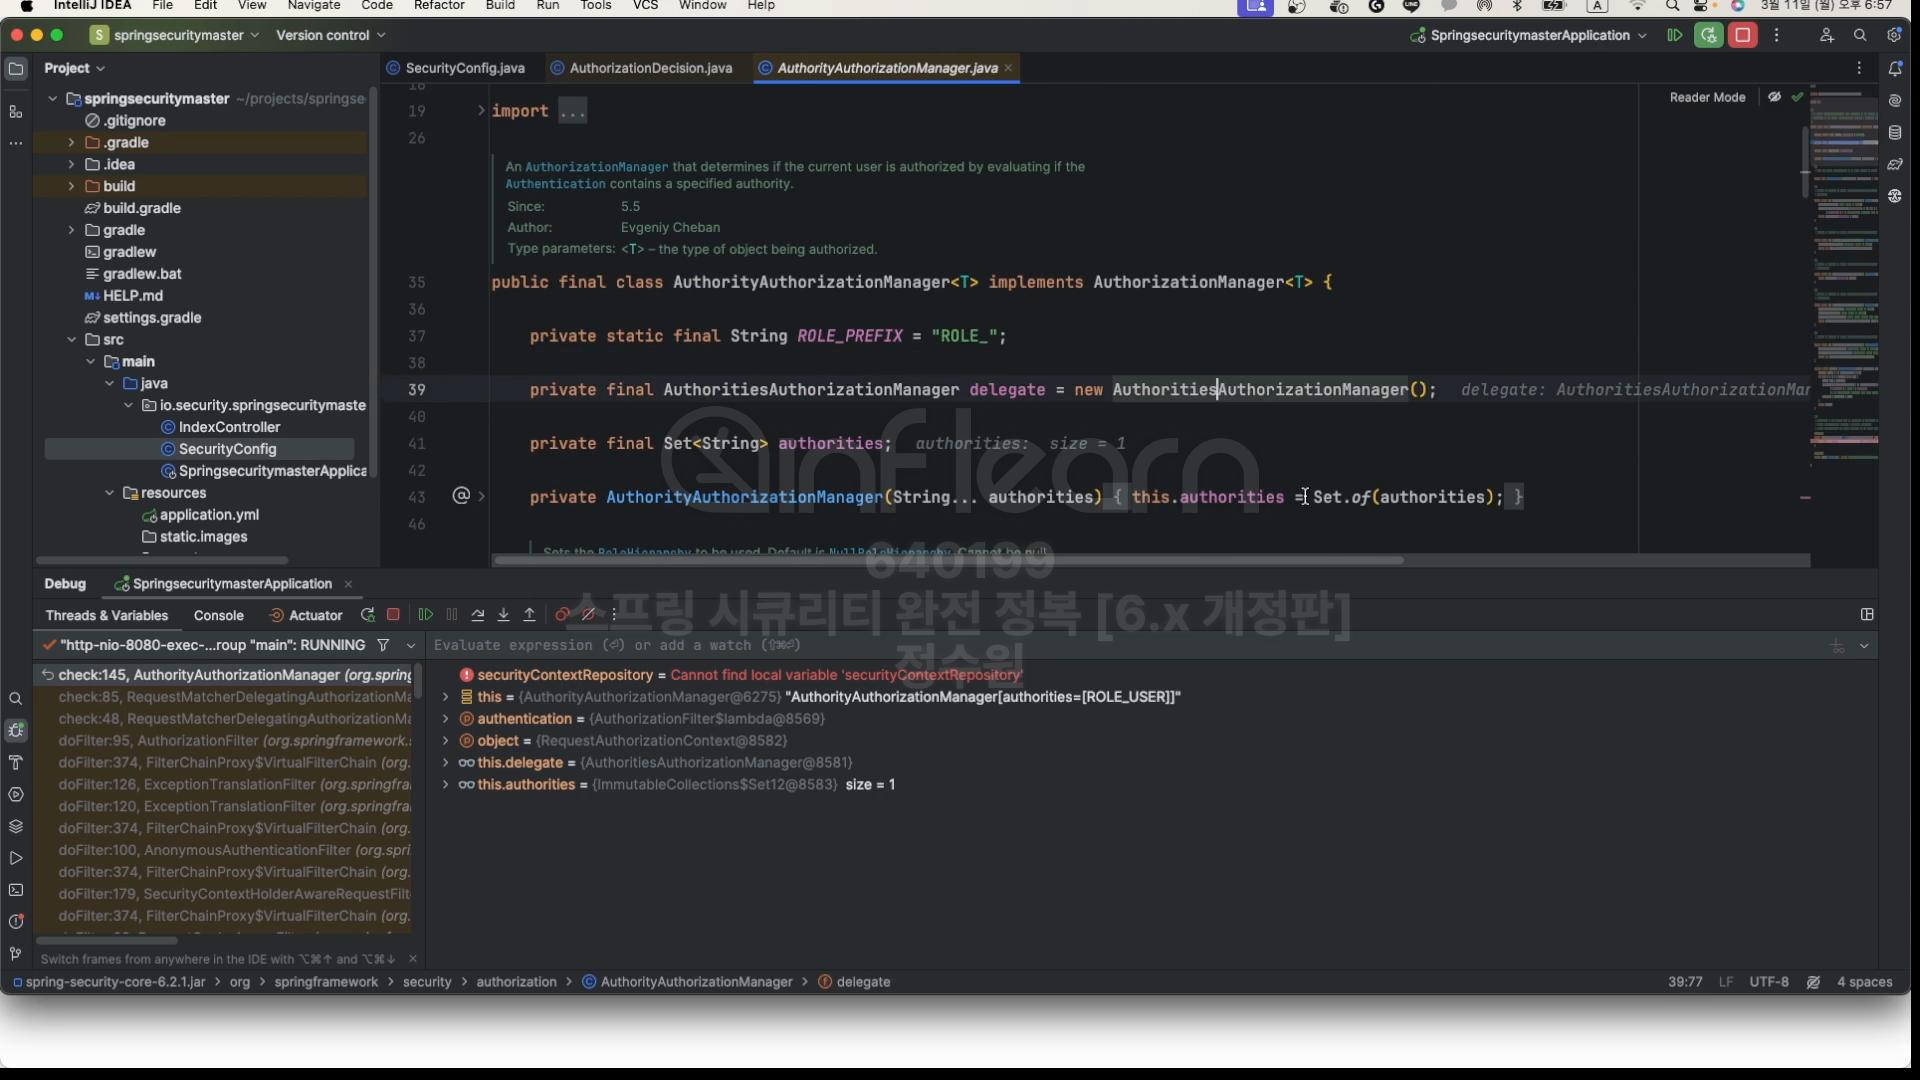 IntelliJ IDEA File Edit View Navigate Code Refactor Build Run Tools VCS Window Help
3월 11일 (월) 오후 6:57
S springsecuritymaster Version control
SpringsecuritymasterApplication
Project
SecurityConfig.java AuthorizationDecision.java AuthorityAuthorizationManager.java
springsecuritymaster ~/projects/springse
.gitignore
.gradle
.idea
build
build.gradle
gradle
gradlew
gradlew.bat
HELP.md
settings.gradle
src
main
java
io.security.springsecuritymaste
IndexController
SecurityConfig
SpringsecuritymasterApplica
resources
application.yml
static.images
Reader Mode
18
19 import ...
26
An AuthorizationManager that determines if the current user is authorized by evaluating if the
Authentication contains a specified authority.
Since: 5.5
Author: Evgeniy Cheban
Type parameters: <T> – the type of object being authorized.
35 public final class AuthorityAuthorizationManager<T> implements AuthorizationManager<T> {
36
37 private static final String ROLE_PREFIX = "ROLE_";
38
39 private final AuthoritiesAuthorizationManager delegate = new AuthoritiesAuthorizationManager(); delegate: AuthoritiesAuthorizationMar
40
41 private final Set<String> authorities; authorities: size = 1
42
43 private AuthorityAuthorizationManager(String... authorities) { this.authorities = Set.of(authorities); }
46
Sets the RoleHierarchy to be used. Default is NullRoleHierarchy. Cannot be null.
inflearn
640199
스프링 시큐리티 완전 정복 [6.x 개정판]
정수원
Debug SpringsecuritymasterApplication
Threads & Variables Console Actuator
"http-nio-8080-exec-...roup "main": RUNNING
Evaluate expression (⏎) or add a watch (⇧⌘⏎)
check:145, AuthorityAuthorizationManager (org.spring
check:85, RequestMatcherDelegatingAuthorizationMa
check:48, RequestMatcherDelegatingAuthorizationMa
doFilter:95, AuthorizationFilter (org.springframework.
doFilter:374, FilterChainProxy$VirtualFilterChain (org.
doFilter:126, ExceptionTranslationFilter (org.springfra
doFilter:120, ExceptionTranslationFilter (org.springfra
doFilter:374, FilterChainProxy$VirtualFilterChain (org.
doFilter:100, AnonymousAuthenticationFilter (org.spri
doFilter:374, FilterChainProxy$VirtualFilterChain (org.
doFilter:179, SecurityContextHolderAwareRequestFilt
doFilter:374, FilterChainProxy$VirtualFilterChain (org.
securityContextRepository = Cannot find local variable 'securityContextRepository'
this = {AuthorityAuthorizationManager@6275} "AuthorityAuthorizationManager[authorities=[ROLE_USER]]"
authentication = {AuthorizationFilter$lambda@8569}
object = {RequestAuthorizationContext@8582}
this.delegate = {AuthoritiesAuthorizationManager@8581}
this.authorities = {ImmutableCollections$Set12@8583} size = 1
Switch frames from anywhere in the IDE with ⌥⌘↑ and ⌥⌘↓
spring-security-core-6.2.1.jar > org > springframework > security > authorization > AuthorityAuthorizationManager > delegate
39:77 LF UTF-8 4 spaces